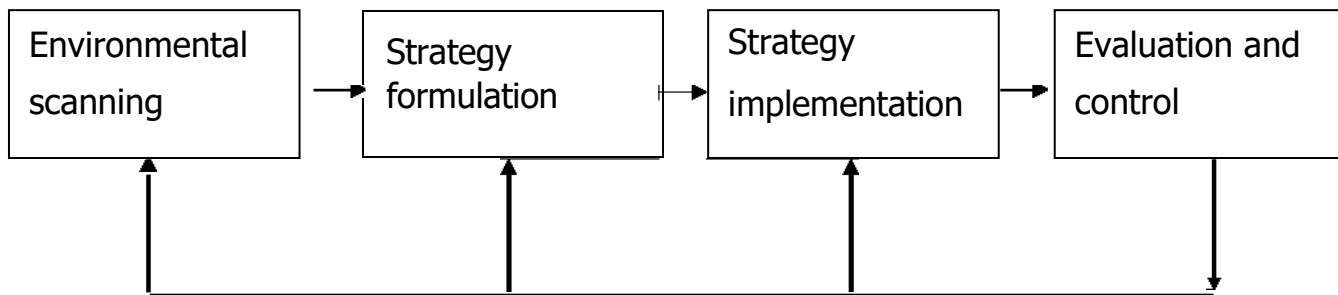 Environmental
scanning
Strategy
formulation
Strategy
implementation
Evaluation and
control